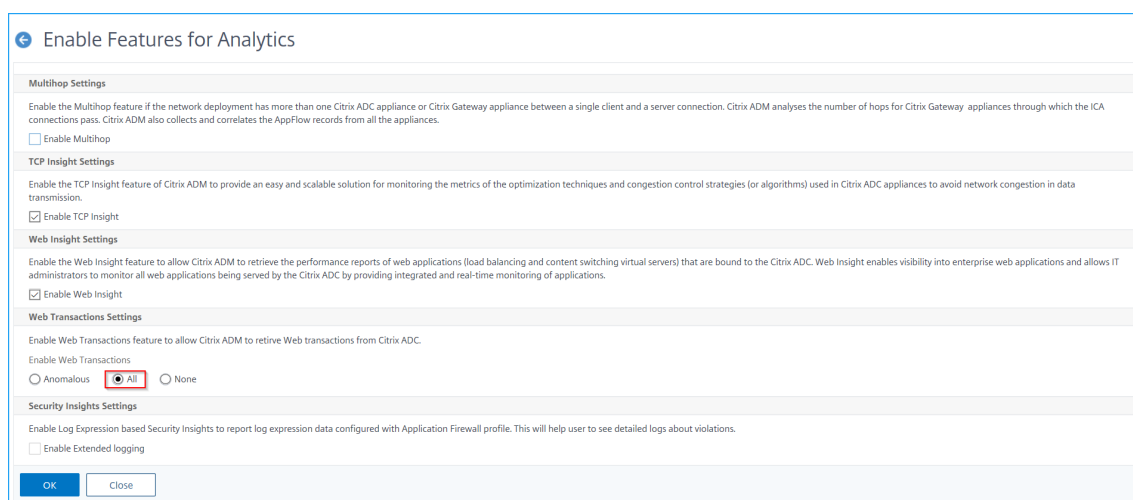 Enable Features for Analytics
Multihop Settings
Enable the Multihop feature if the network deployment has more than one Citrix ADC appliance or Citrix Gateway appliance between a single client and a server connection. Citrix ADM analyses the number of hops for Citrix Gateway appliances through which the ICA
connections pass. Citrix ADM also collects and correlates the AppFlow records from all the appliances.
Enable Multihop
TCP Insight Settings
Enable the TCP Insight feature of Citrix ADM to provide an easy and scalable solution for monitoring the metrics of the optimization techniques and congestion control strategies (or algorithms) used in Citrix ADC appliances to avoid network congestion in data
transmission.
Enable TCP Insight
Web Insight Settings
Enable the Web Insight feature to allow Citrix ADM to retrieve the performance reports of web applications (load balancing and content switching virtual servers) that are bound to the Citrix ADC. Web Insight enables visibility into enterprise web applications and allows IT
administrators to monitor all web applications being served by the Citrix ADC by providing integrated and real-time monitoring of applications.
Enable Web Insight
Web Transactions Settings
Enable Web Transactions feature to allow Citrix ADM to retirve Web transactions from Citrix ADC.
Enable Web Transactions
Anomalous All None
Security Insights Settings
Enable Log Expression based Security Insights to report log expression data configured with Application Firewall profile. This will help user to see detailed logs about violations.
Enable Extended logging
OK Close